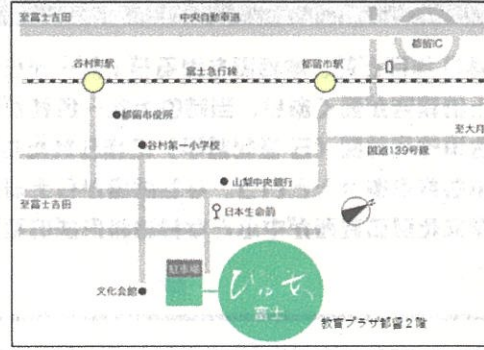 至富士吉田
中央自動車道
都留IC
谷村町駅
富士急行線
都留市駅
都留市役所
谷村第一小学校
至大月
国道139号線
山梨中央銀行
至富士吉田
日本生命前
駐車場
ぴゅあ
富士
文化会館
教育プラザ都留2階